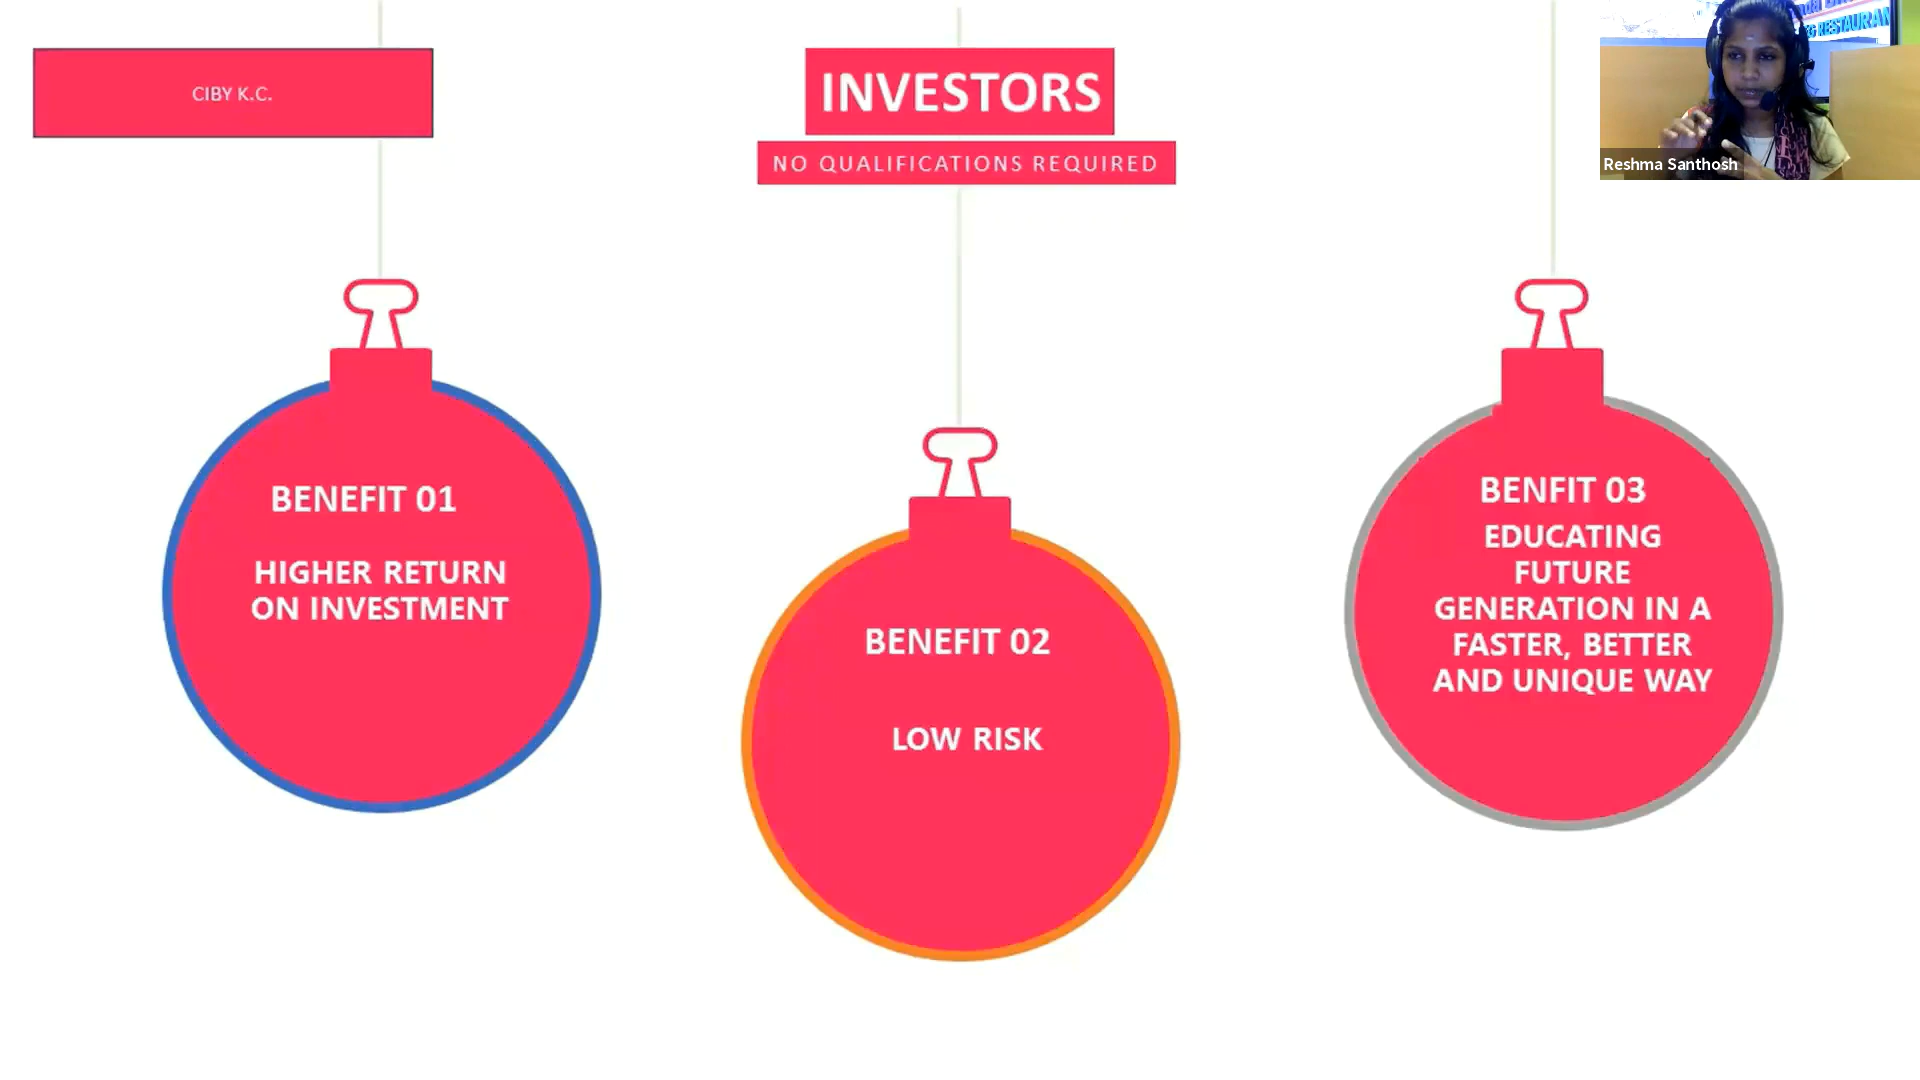 CIBY K.C.
INVESTORS
NO QUALIFICATIONS REQUIRED
RESTAURAN
Reshma Santhosh
BENEFIT 01
HIGHER RETURN
ON INVESTMENT
BENEFIT 02
LOW RISK
BENFIT 03
EDUCATING
FUTURE
GENERATION IN A
FASTER, BETTER
AND UNIQUE WAY